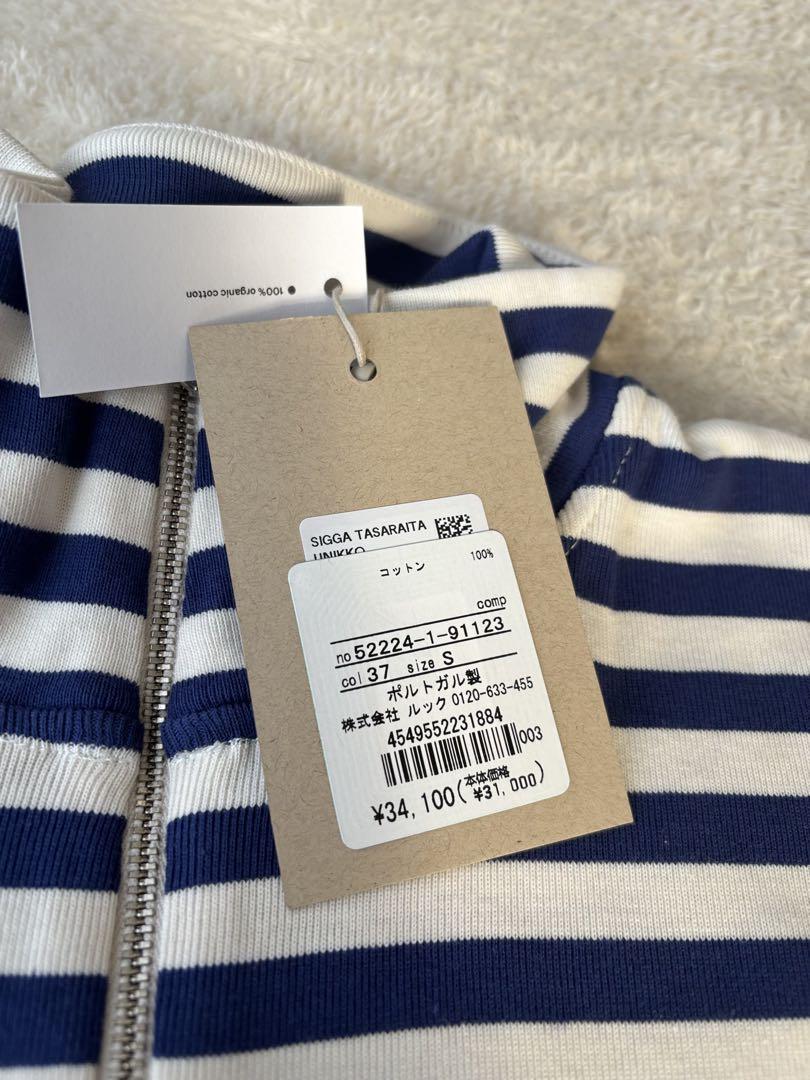 100% organic cotton
SIGGA TASARAITA
UNIKKO
コットン 100%
comp
no 52224-1-91123
col 37 size S
ポルトガル製
株式会社 ルック 0120-633-455
4549552231884
003
¥34,100(本体価格 ¥31,000)